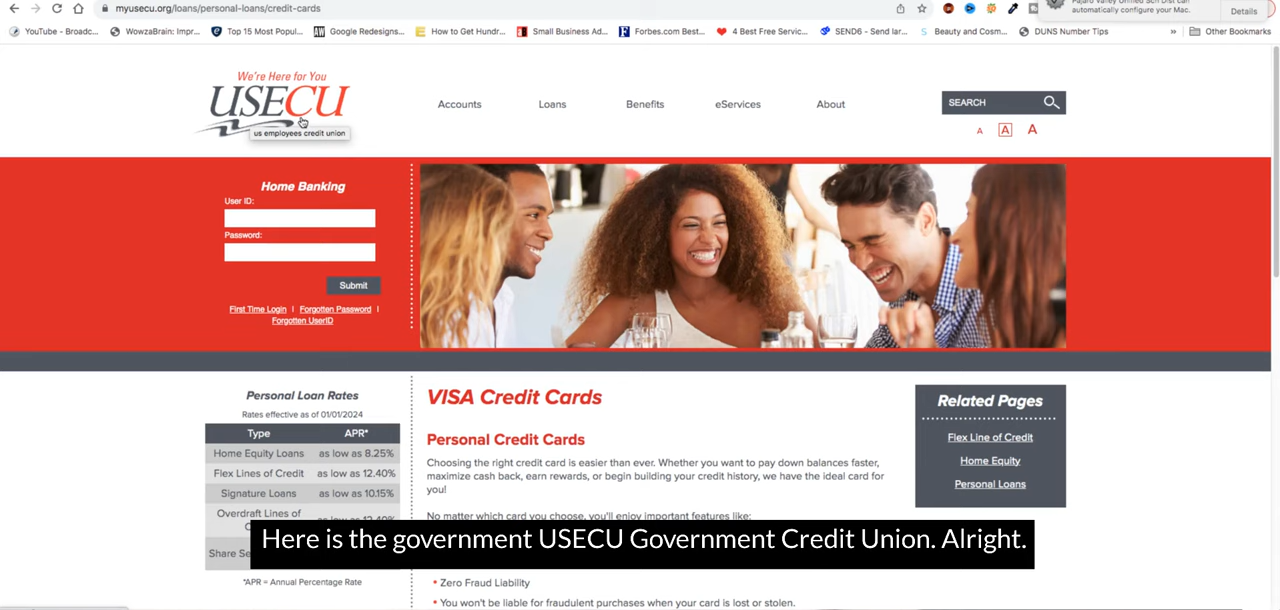 myusecu.org/loans/personal-loans/credit-cards
automatically configure your Mac.
Details
YouTube - Broadc...
WowzaBrain: Impr...
Top 15 Most Popul...
Google Redesigns...
How to Get Hundr...
Small Business Ad...
Forbes.com Best...
4 Best Free Servic...
SEND6 - Send lar...
Beauty and Cosm...
DUNS Number Tips
»
Other Bookmarks
We're Here for You
USECU
us employees credit union
Accounts
Loans
Benefits
eServices
About
SEARCH
A A A
Home Banking
User ID:
Password:
Submit
First Time Login | Forgotten Password |
Forgotten UserID
Personal Loan Rates
Rates effective as of 01/01/2024
Type APR*
Home Equity Loans as low as 8.25%
Flex Lines of Credit as low as 12.40%
Signature Loans as low as 10.15%
Overdraft Lines of
Share Se
*APR = Annual Percentage Rate
VISA Credit Cards
Personal Credit Cards
Choosing the right credit card is easier than ever. Whether you want to pay down balances faster,
maximize cash back, earn rewards, or begin building your credit history, we have the ideal card for
you!
No matter which card you choose, you'll enjoy important features like:
• Zero Fraud Liability
• You won't be liable for fraudulent purchases when your card is lost or stolen.
Related Pages
Flex Line of Credit
Home Equity
Personal Loans
Here is the government USECU Government Credit Union. Alright.